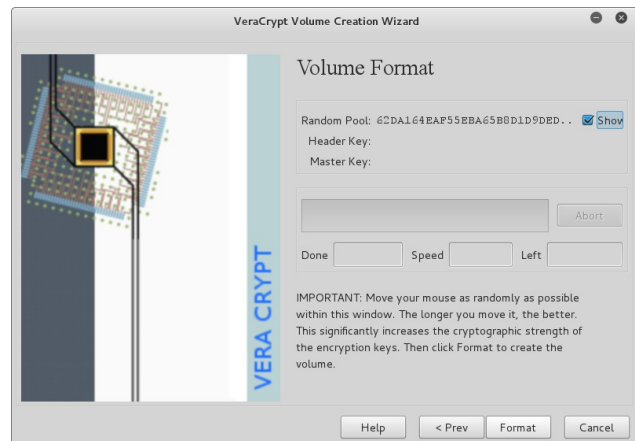 VeraCrypt Volume Creation Wizard
Volume Format
Random Pool: 62DA164EAF55EBA65B8D1D9DED.. Show
Header Key:
Master Key:
Abort
Done Speed Left
IMPORTANT: Move your mouse as randomly as possible
within this window. The longer you move it, the better.
This significantly increases the cryptographic strength of
the encryption keys. Then click Format to create the
volume.
VERA CRYPT
Help < Prev Format Cancel